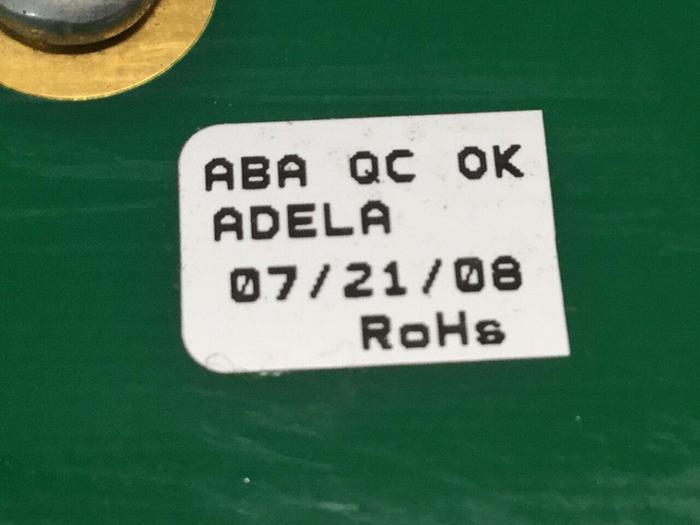 ABA QC OK
ADELA
07/21/08
RoHs